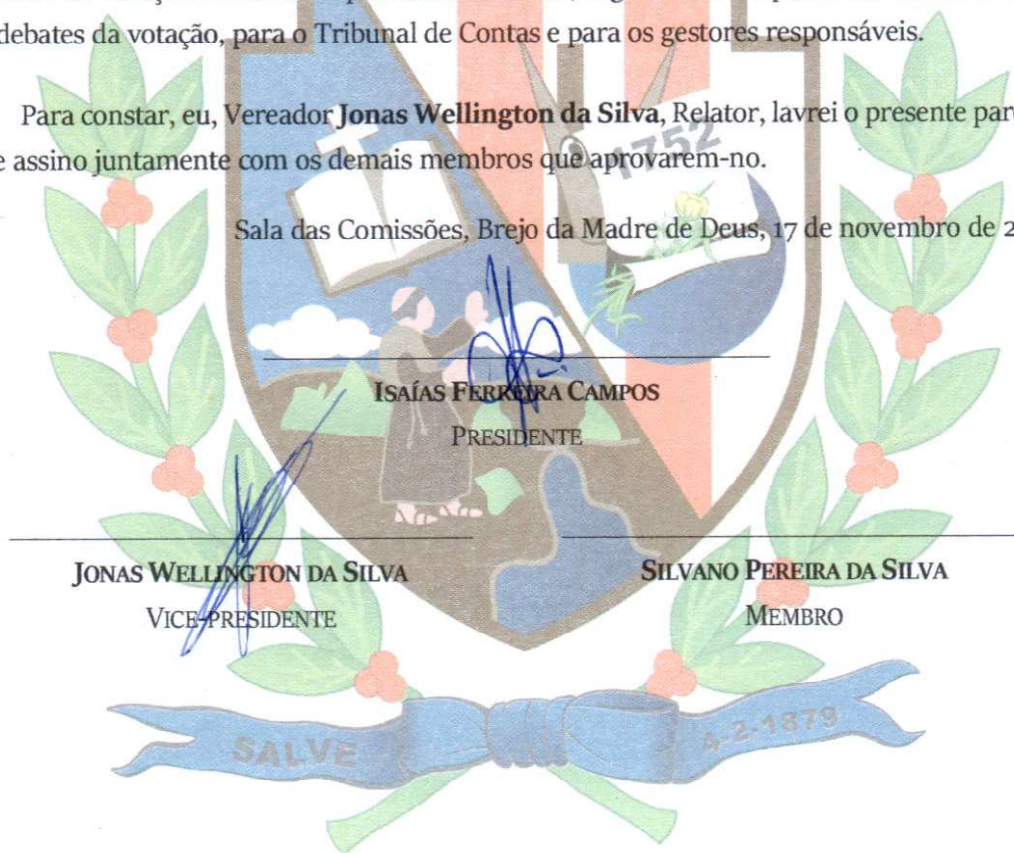 debates da votação, para o Tribunal de Contas e para os gestores responsáveis.
Para constar, eu, Vereador Jonas Wellington da Silva, Relator, lavrei o presente
e assino juntamente com os demais membros que aprovarem-no.
Sala das Comissões, Brejo da Madre de Deus, 17 de novembro de
1752
ISAÍAS FERREIRA CAMPOS
PRESIDENTE
JONAS WELLINGTON DA SILVA
VICE-PRESIDENTE
SILVANO PEREIRA DA SILVA
MEMBRO
SALVE
4-2-1879